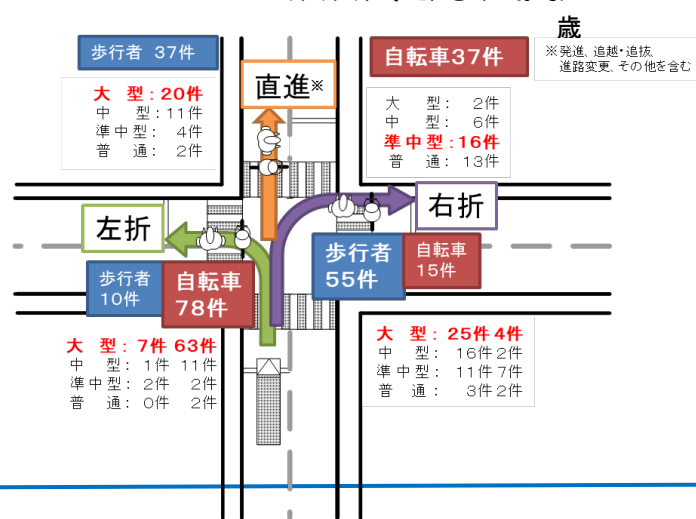 歳
歩行者 37件
自転車37件
※発進、追越・追抜
進路変更、その他を含む
直進※
大 型:20件
中 型:11件
準中型: 4件
普 通: 2件
大 型: 2件
中 型: 6件
準中型:16件
普 通: 13件
左折
右折
歩行者
10件
自転車
78件
歩行者
55件
自転車
15件
大 型: 7件 63件
中 型: 1件 11件
準中型: 2件 2件
普 通: 0件 2件
大 型: 25件 4件
中 型: 16件 2件
準中型: 11件 7件
普 通: 3件 2件